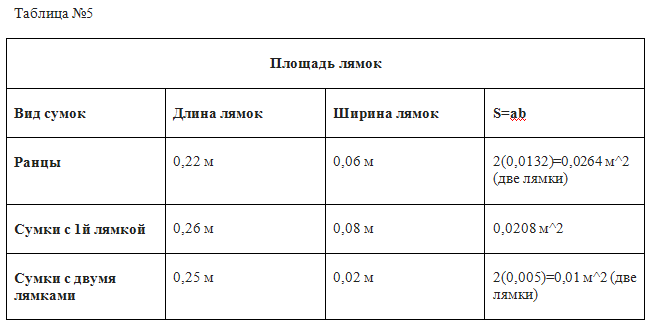 Таблица №5
Площадь лямок
Вид сумок Длина лямок Ширина лямок S=ab
Ранцы 0,22 м 0,06 м 2(0,0132)=0,0264 м^2
(две лямки)
Сумки с 1й лямкой 0,26 м 0,08 м 0,0208 м^2
Сумки с двумя 0,25 м 0,02 м 2(0,005)=0,01 м^2 (две
лямками лямки)